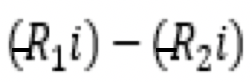 (-R₁i) − (-R₂i)